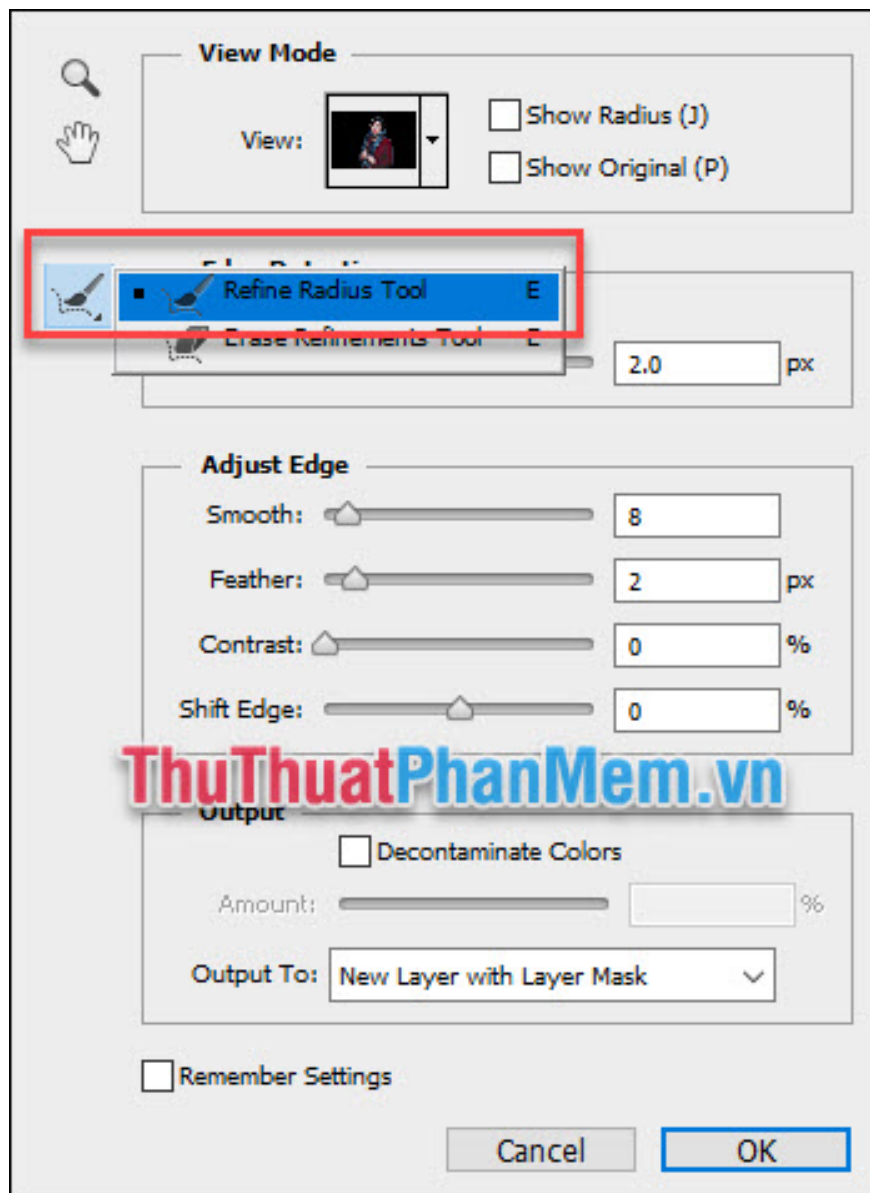 View Mode
View:
Show Radius (J)
Show Original (P)
Refine Radius Tool E
Erase Refinements Tool E
2.0 px
Adjust Edge
Smooth: 8
Feather: 2 px
Contrast: 0 %
Shift Edge: 0 %
ThuThuatPhanMem.vn
Output
Decontaminate Colors
Amount: %
Output To: New Layer with Layer Mask
Remember Settings
Cancel OK